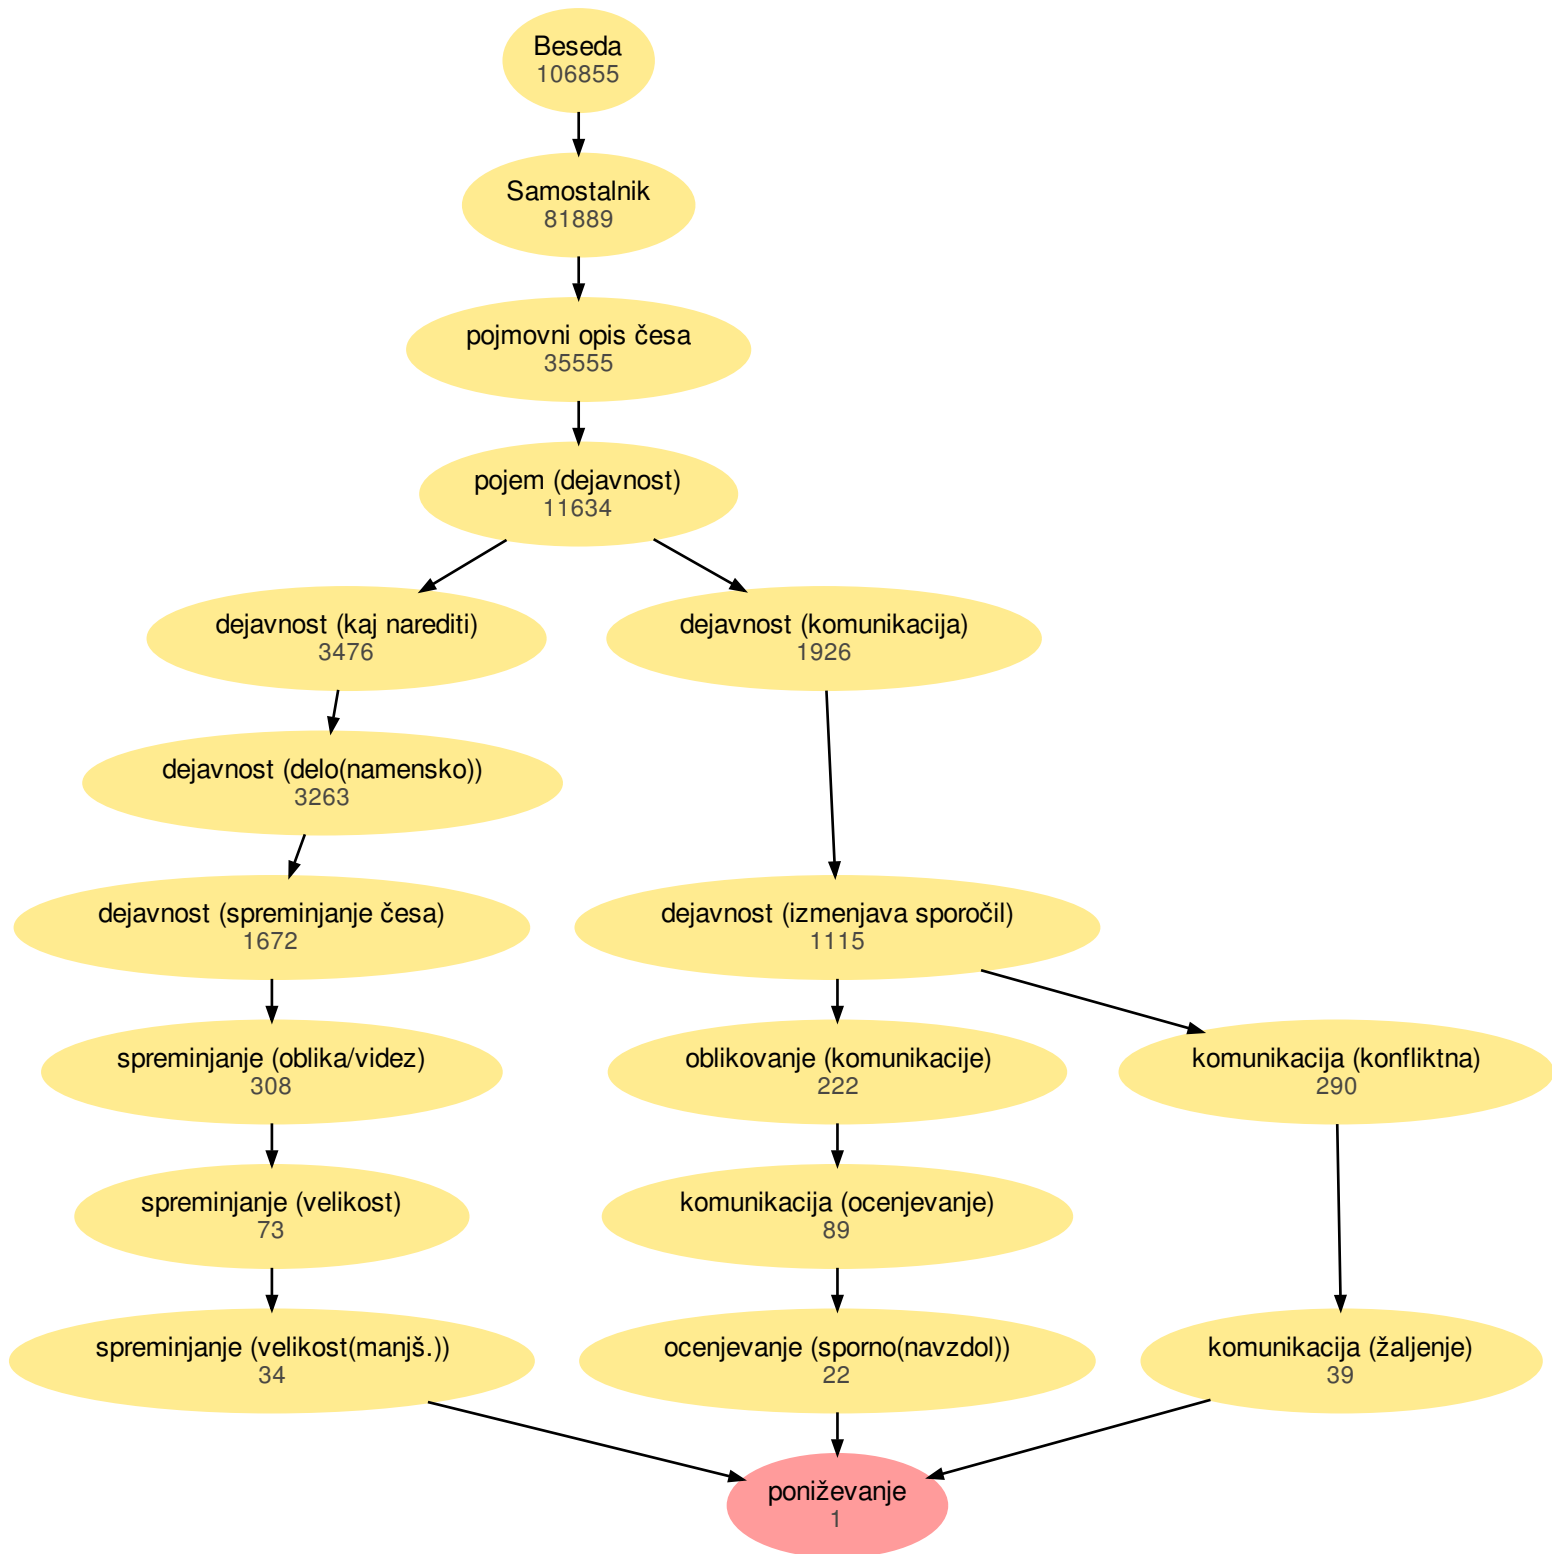 Beseda
106855
Samostalnik
81889
pojmovni opis česa
35555
pojem (dejavnost)
11634
dejavnost (kaj narediti)
3476
dejavnost (komunikacija)
1926
dejavnost (delo(namensko))
3263
dejavnost (spreminjanje česa)
1672
dejavnost (izmenjava sporočil)
1115
spreminjanje (oblika/videz)
308
oblikovanje (komunikacije)
222
komunikacija (konfliktna)
290
spreminjanje (velikost)
73
komunikacija (ocenjevanje)
89
spreminjanje (velikost(manjš.))
34
ocenjevanje (sporno(navzdol))
22
komunikacija (žaljenje)
39
poniževanje
1